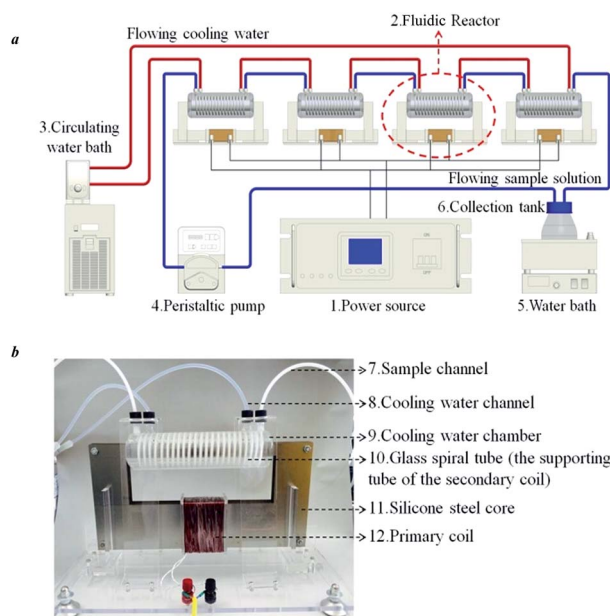 a
Flowing cooling water
2.Fluidic Reactor
3.Circulating
water bath
Flowing sample solution
6.Collection tank
4.Peristaltic pump
1.Power source
5.Water bath
ON
OFF
b
7.Sample channel
8.Cooling water channel
9.Cooling water chamber
10.Glass spiral tube (the supporting
tube of the secondary coil)
11.Silicone steel core
12.Primary coil